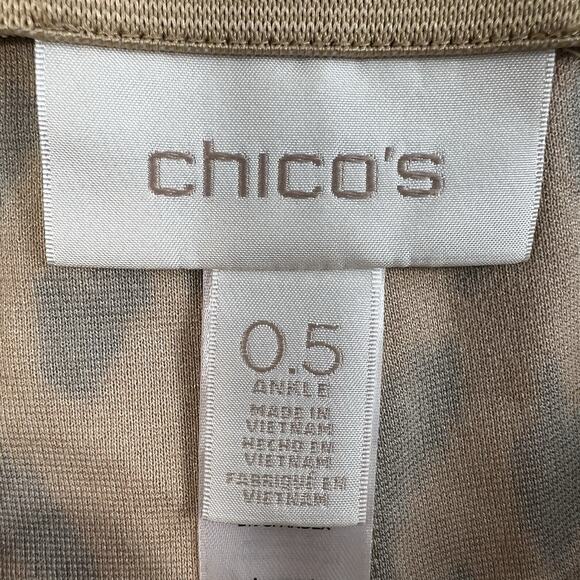 chico's
0.5
ANKLE
MADE IN
VIETNAM
HECHO EN
VIETNAM
FABRIQUÉ EN
VIETNAM